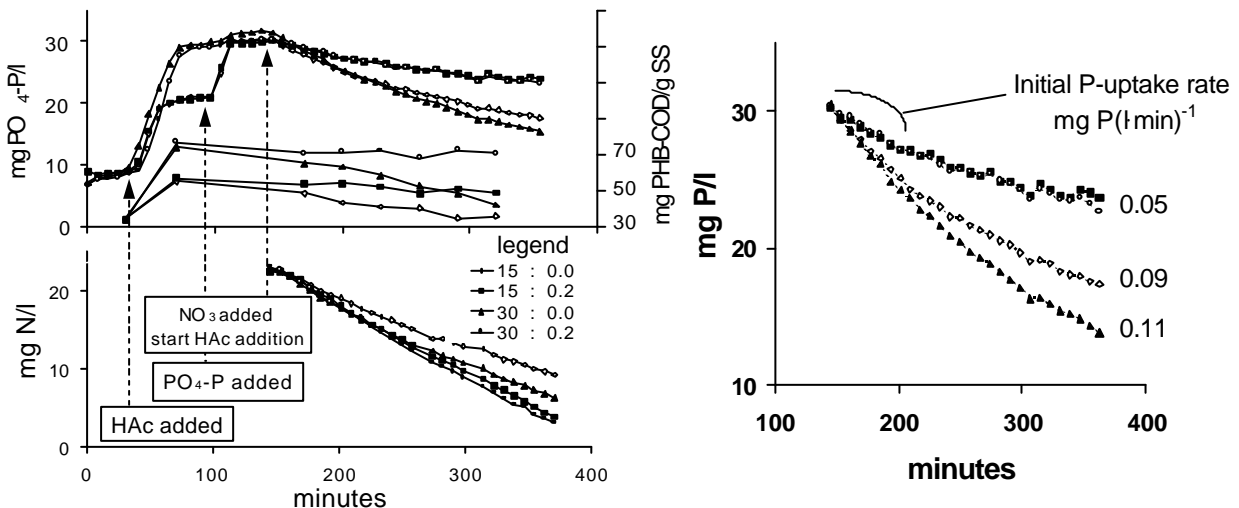 30
20
10
0
mgPO 4-P/l
70
50
30
mg PHB-COD/g SS
20
10
0
mg N/l
legend
15 : 0.0
15 : 0.2
30 : 0.0
30 : 0.2
NO3 added
start HAc addition
PO4-P added
HAc added
0 100 200 300 400
minutes
30
20
10
mg P/l
Initial P-uptake rate
mg P(l·min)-1
0.05
0.09
0.11
100 200 300 400
minutes